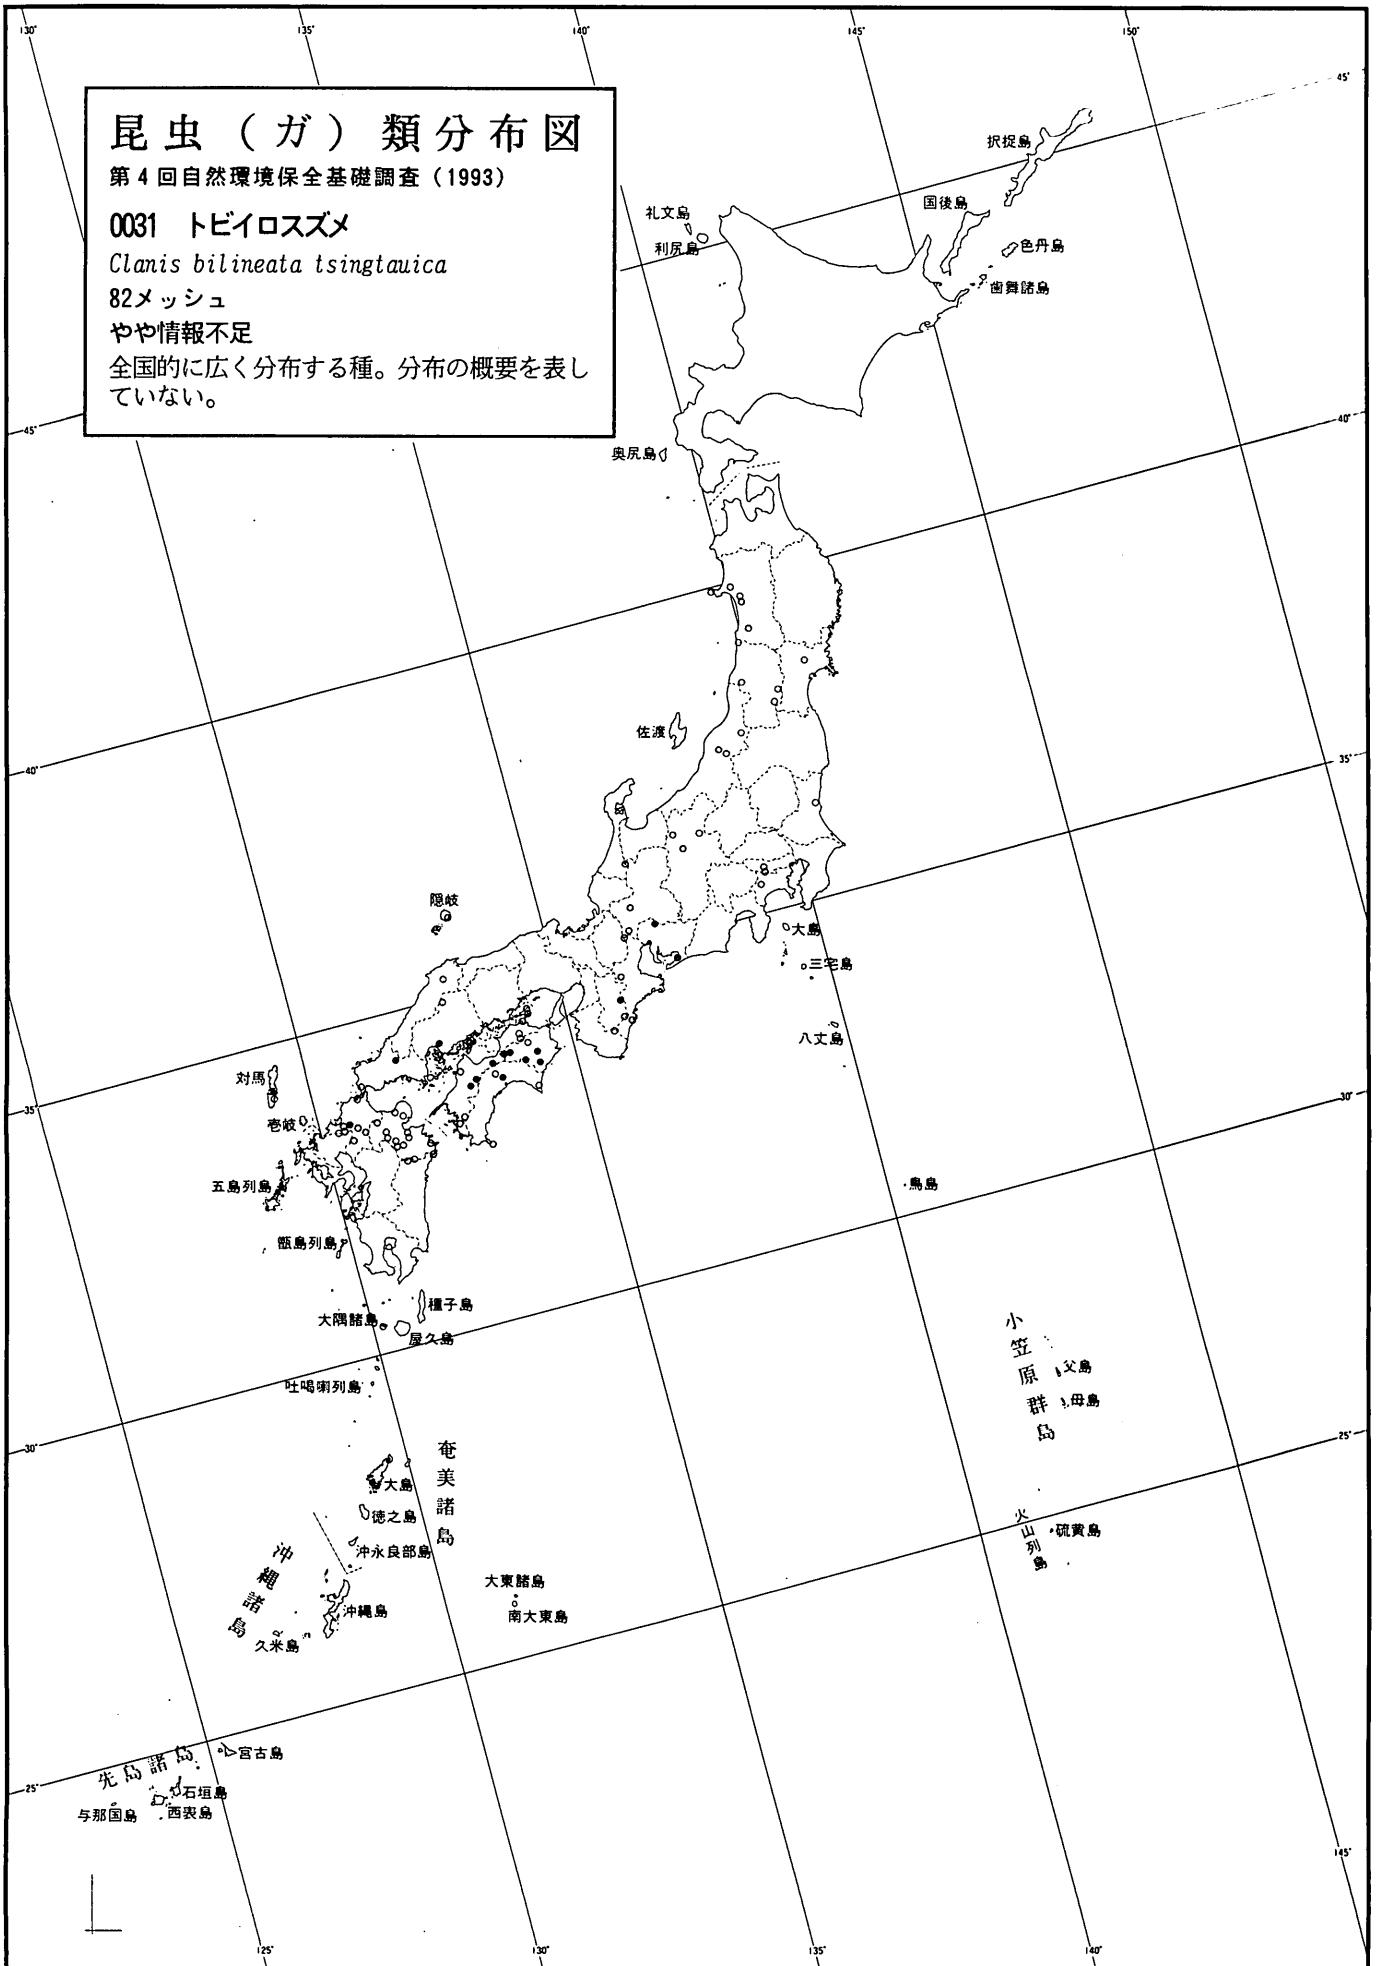 130°
135°
140°
145°
150°
45°
昆虫（ガ）類分布図
第4回自然環境保全基礎調査（1993）
0031　トビイロスズメ
Clanis bilineata tsingtauica
82メッシュ
やや情報不足
全国的に広く分布する種。分布の概要を表し
ていない。
択捉島
国後島
色丹島
歯舞諸島
礼文島
利尻島
45°
40°
奥尻島
佐渡
40°
35°
隠岐
大島
三宅島
八丈島
対馬
35°
壱岐
30°
五島列島
鳥島
甑島列島
種子島
大隅諸島
屋久島
吐噶喇列島
小笠原群島
父島
母島
30°
25°
奄美諸島
大島
徳之島
沖永良部島
火山列島
硫黄島
沖縄諸島
沖縄島
久米島
大東諸島
南大東島
先島諸島
宮古島
25°
石垣島
与那国島
西表島
145°
125°
130°
135°
140°